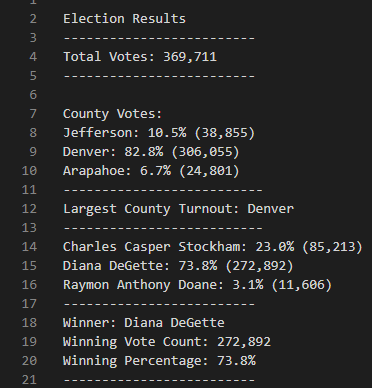 1
2 Election Results
3 -------------------------
4 Total Votes: 369,711
5 -------------------------
6
7 County Votes:
8 Jefferson: 10.5% (38,855)
9 Denver: 82.8% (306,055)
10 Arapahoe: 6.7% (24,801)
11 --------------------------
12 Largest County Turnout: Denver
13 --------------------------
14 Charles Casper Stockham: 23.0% (85,213)
15 Diana DeGette: 73.8% (272,892)
16 Raymon Anthony Doane: 3.1% (11,606)
17 -------------------------
18 Winner: Diana DeGette
19 Winning Vote Count: 272,892
20 Winning Percentage: 73.8%
21 -------------------------